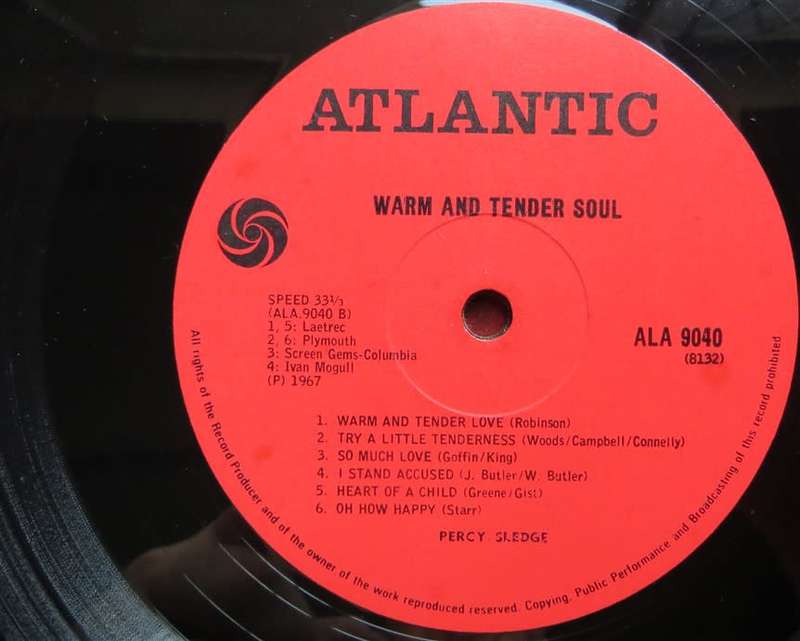 ATLANTIC
WARM AND TENDER SOUL
SPEED 33⅓
(ALA.9040 B)
1, 5: Laetrec
2, 6: Plymouth
3: Screen Gems-Columbia
4: Ivan Mogull
(P) 1967
ALA 9040
(8132)
1. WARM AND TENDER LOVE (Robinson)
2. TRY A LITTLE TENDERNESS (Woods/Campbell/Connelly)
3. SO MUCH LOVE (Goffin/King)
4. I STAND ACCUSED (J. Butler/W. Butler)
5. HEART OF A CHILD (Greene/Gist)
6. OH HOW HAPPY (Starr)
PERCY SLEDGE
All rights of the Record Producer and of the owner of the work reproduced reserved. Copying, Public Performance and Broadcasting of this record prohibited